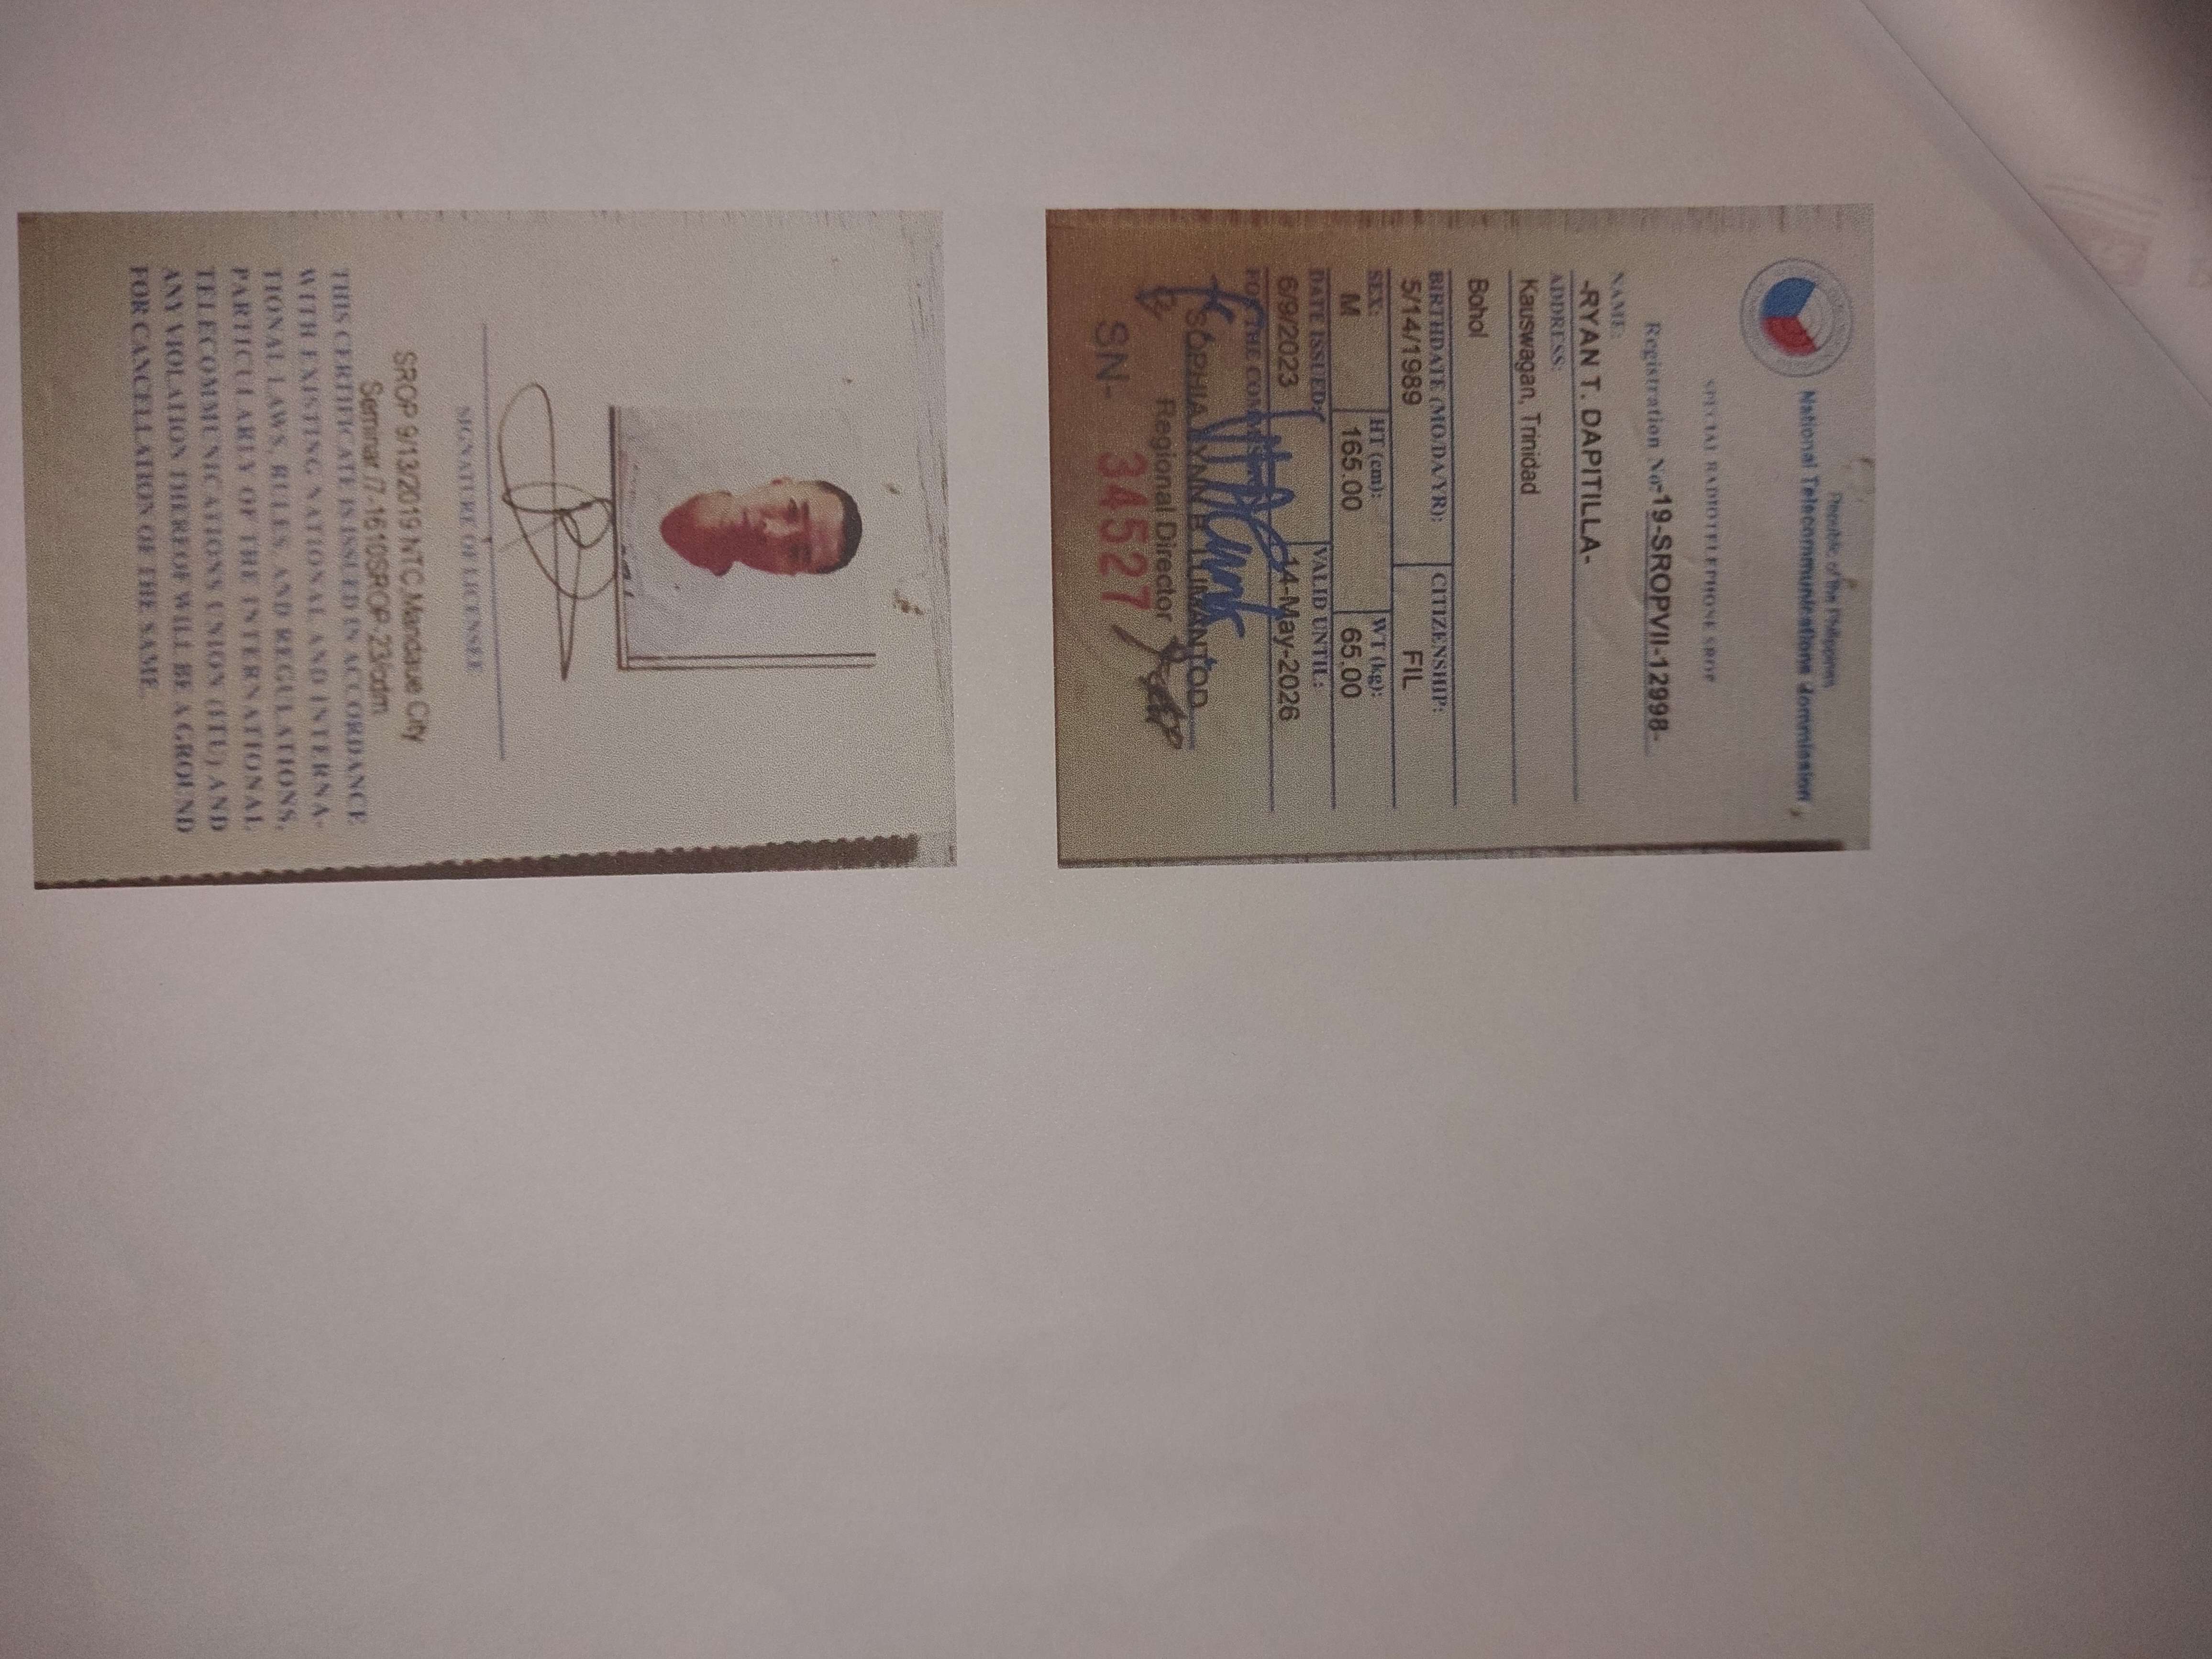 Republic of the Philippines
National Telecommunications Commission
SPECIAL RADIOTELEPHONE SROP
Registration No: -19-SROPVII-12998-
NAME:
-RYAN T. DAPITILLA-
ADDRESS:
Kauswagan, Trinidad
Bohol
BIRTHDATE (MO/DA/YR): CITIZENSHIP:
5/14/1989 FIL
SEX: HT (cm): WT (kg):
M 165.00 65.00
DATE ISSUED: VALID UNTIL:
6/9/2023 14-May-2026
FOR THE
SOPHIA LYNNE LUMANTOD
Regional Director
SN- 34527
SIGNATURE OF LICENSEE
SROP 9/13/2019 NTC,Mandaue City
Seminar /7-1610SROP-23/cdm
THIS CERTIFICATE IS ISSUED IN ACCORDANCE
WITH EXISTING NATIONAL AND INTERNA-
TIONAL LAWS, RULES, AND REGULATIONS,
PARTICULARLY OF THE INTERNATIONAL
TELECOMMUNICATIONS UNION (ITU) AND
ANY VIOLATION THEREOF WILL BE A GROUND
FOR CANCELLATION OF THE SAME.